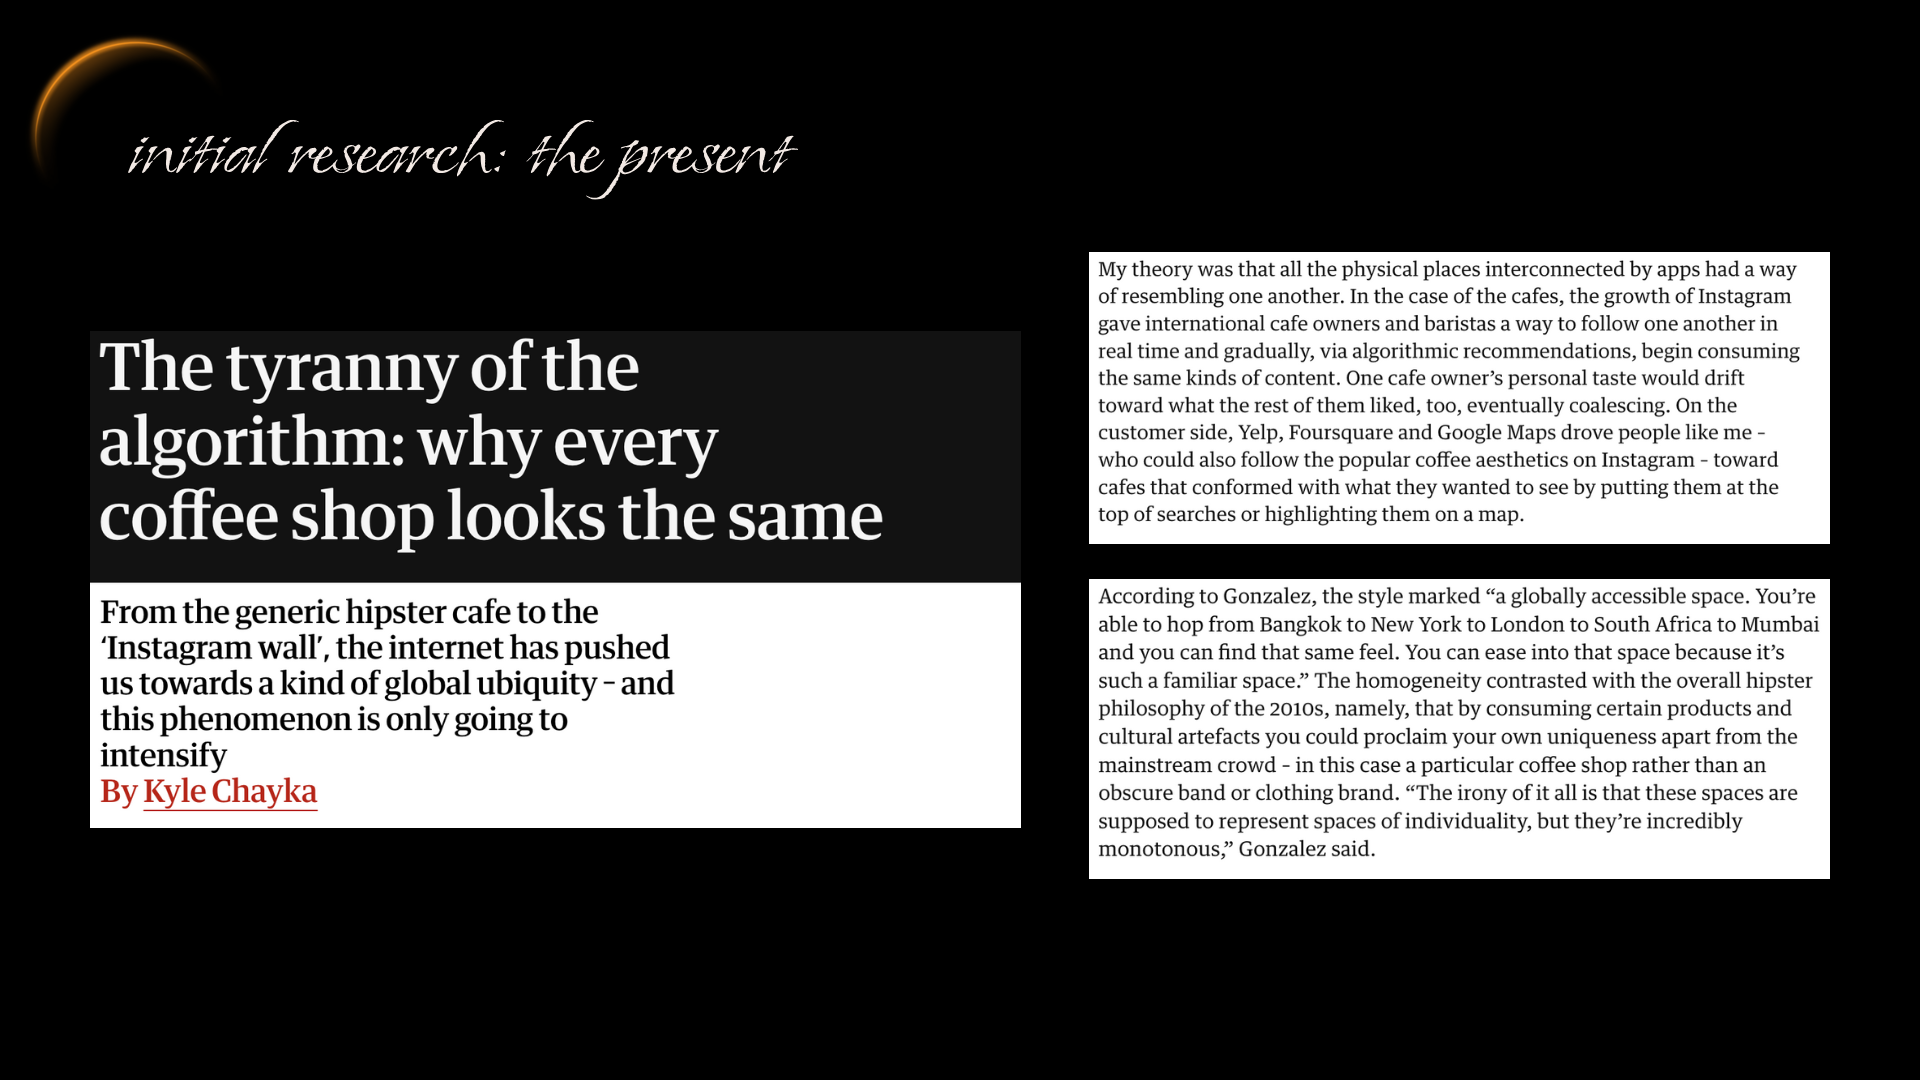 initial research: the present
The tyranny of the
algorithm: why every
coffee shop looks the same
From the generic hipster cafe to the
‘Instagram wall’, the internet has pushed
us towards a kind of global ubiquity – and
this phenomenon is only going to
intensify
By Kyle Chayka
My theory was that all the physical places interconnected by apps had a way
of resembling one another. In the case of the cafes, the growth of Instagram
gave international cafe owners and baristas a way to follow one another in
real time and gradually, via algorithmic recommendations, begin consuming
the same kinds of content. One cafe owner’s personal taste would drift
toward what the rest of them liked, too, eventually coalescing. On the
customer side, Yelp, Foursquare and Google Maps drove people like me –
who could also follow the popular coffee aesthetics on Instagram – toward
cafes that conformed with what they wanted to see by putting them at the
top of searches or highlighting them on a map.
According to Gonzalez, the style marked “a globally accessible space. You’re
able to hop from Bangkok to New York to London to South Africa to Mumbai
and you can find that same feel. You can ease into that space because it’s
such a familiar space.” The homogeneity contrasted with the overall hipster
philosophy of the 2010s, namely, that by consuming certain products and
cultural artefacts you could proclaim your own uniqueness apart from the
mainstream crowd – in this case a particular coffee shop rather than an
obscure band or clothing brand. “The irony of it all is that these spaces are
supposed to represent spaces of individuality, but they’re incredibly
monotonous,” Gonzalez said.